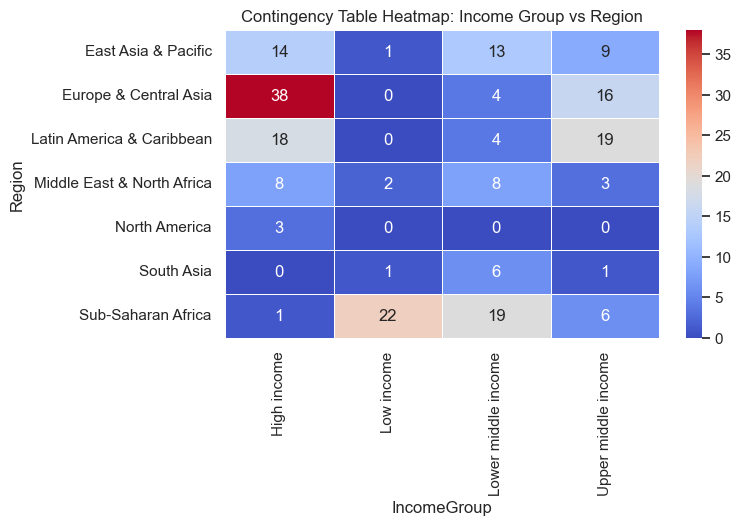 Contingency Table Heatmap: Income Group vs Region
Region
East Asia & Pacific 14 1 13 9
Europe & Central Asia 38 0 4 16
Latin America & Caribbean 18 0 4 19
Middle East & North Africa 8 2 8 3
North America 3 0 0 0
South Asia 0 1 6 1
Sub-Saharan Africa 1 22 19 6
High income
Low income
Lower middle income
Upper middle income
IncomeGroup
35
30
25
20
15
10
5
0